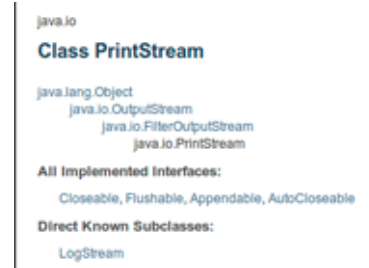 java.io
Class PrintStream
java.lang.Object
java.io.OutputStream
java.io.FilterOutputStream
java.io.PrintStream
All Implemented Interfaces:
Closeable, Flushable, Appendable, AutoCloseable
Direct Known Subclasses:
LogStream